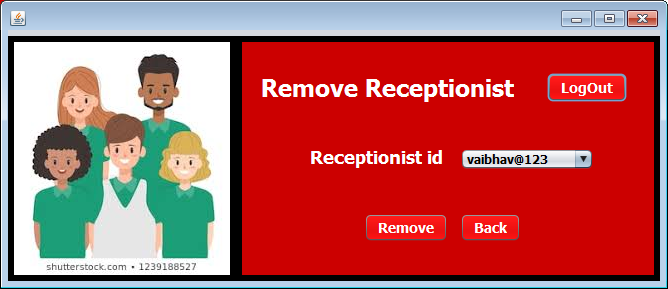 Remove Receptionist
LogOut
Receptionist id
vaibhav@123
Remove
Back
shutterstock.com • 1239188527